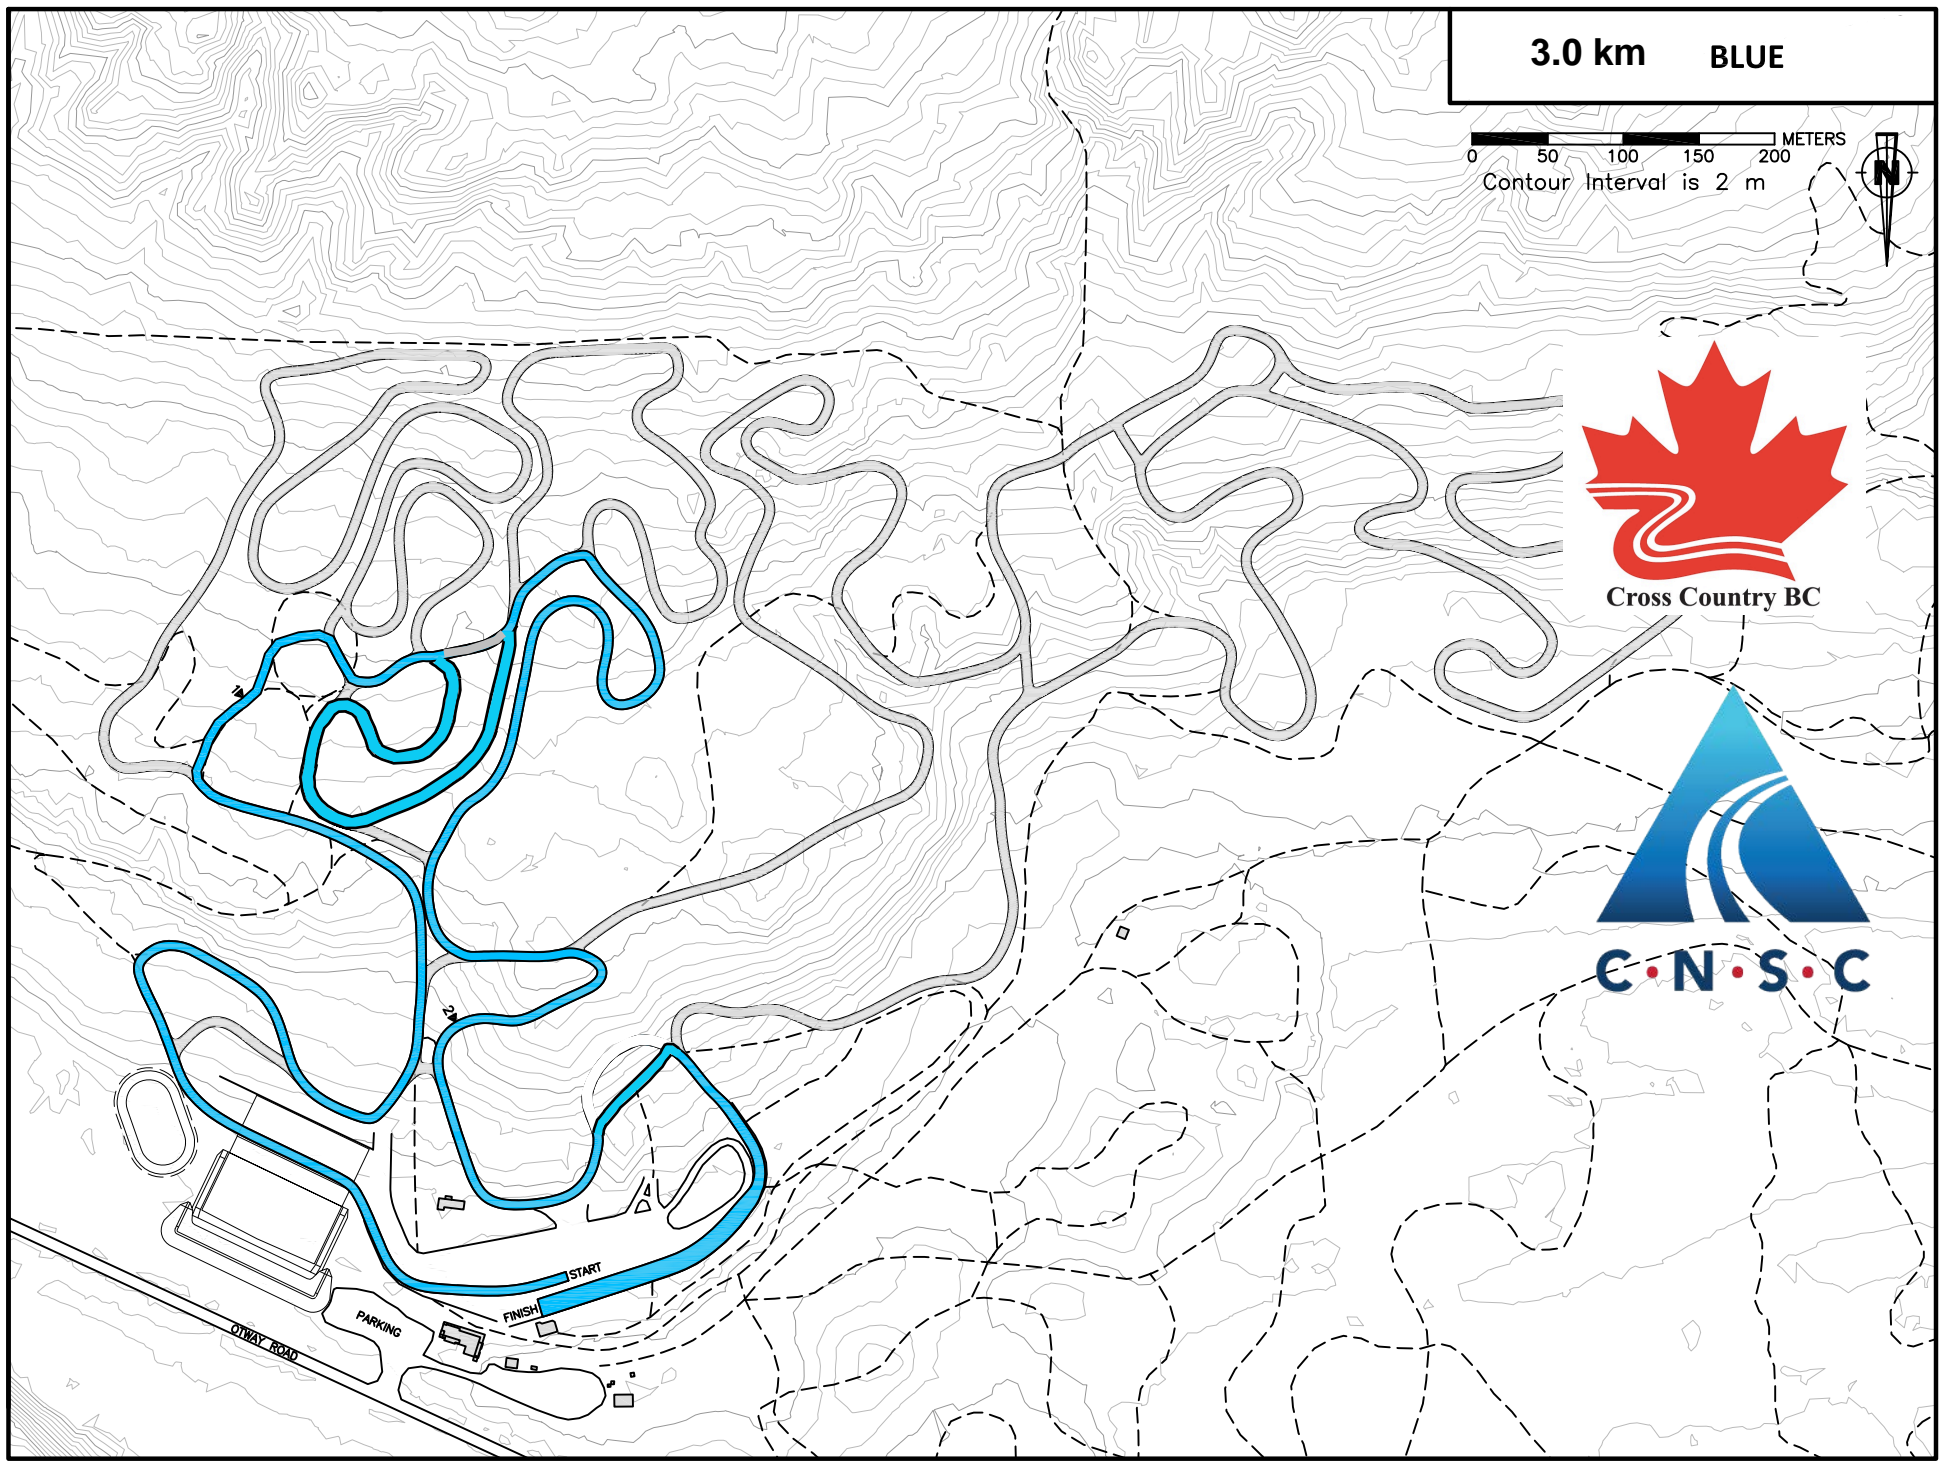 3.0 km BLUE
METERS
0 50 100 150 200
Contour Interval is 2 m
N
Cross Country BC
1
C·N·S·C
2
START
FINISH
PARKING
OTWAY ROAD